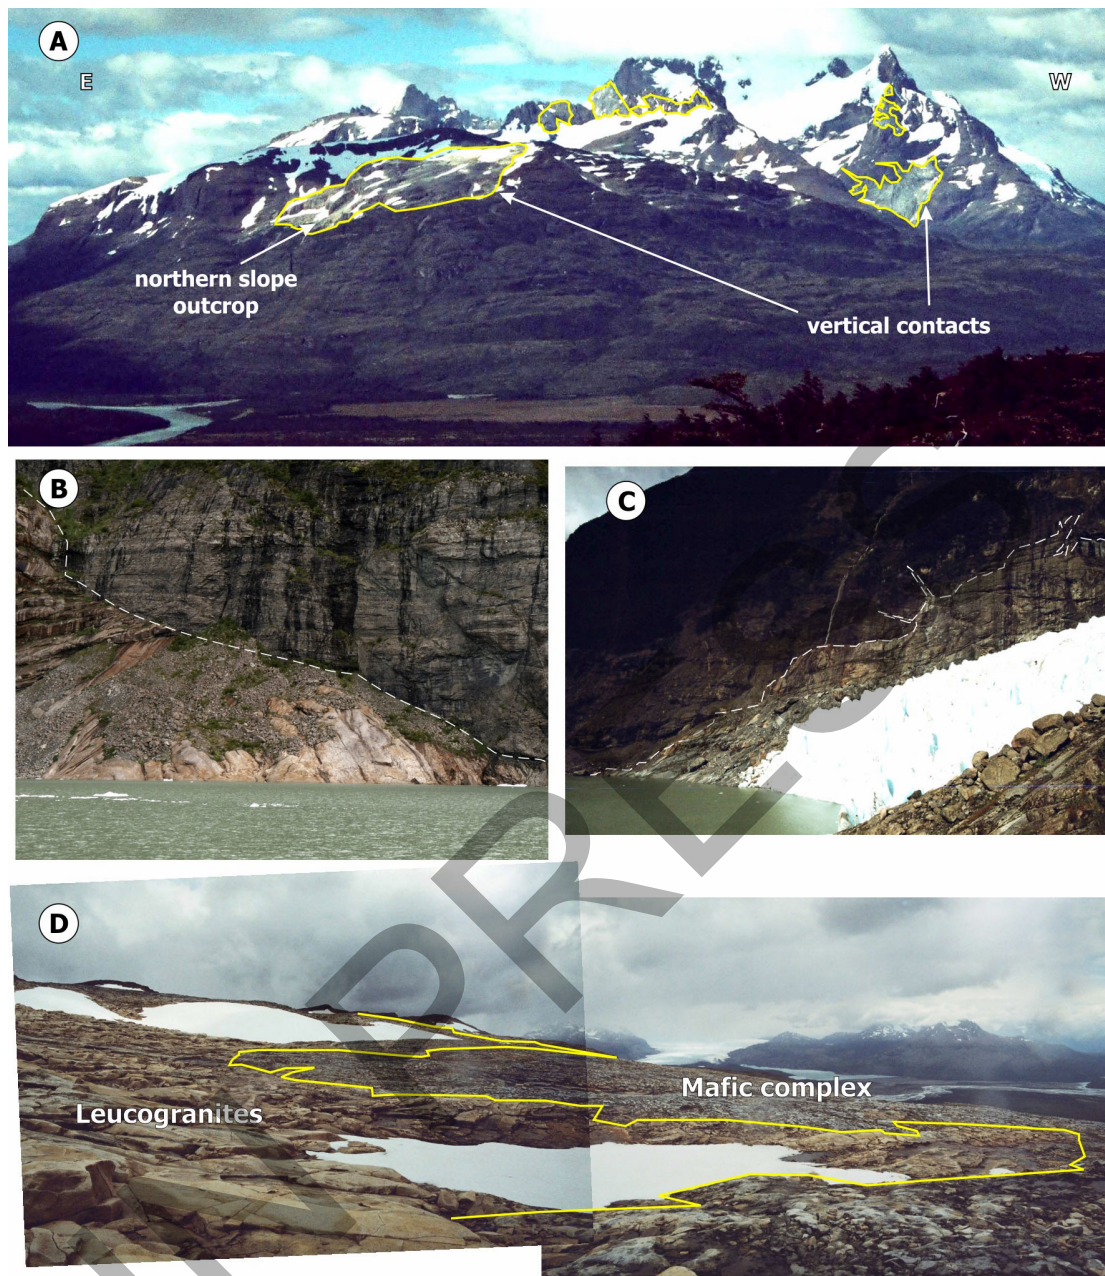 A
E
W
northern slope
outcrop
vertical contacts
B
C
D
Mafic complex
Leucogranites